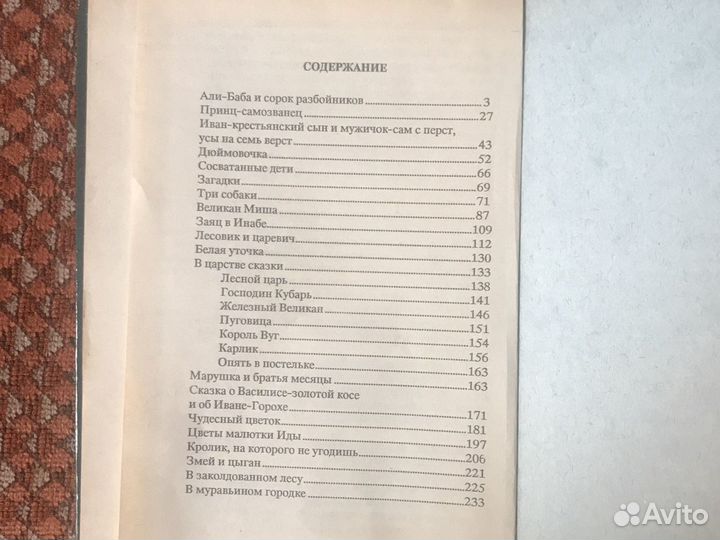 СОДЕРЖАНИЕ
Али-Баба и сорок разбойников 3
Принц-самозванец 27
Иван-крестьянский сын и мужичок-сам с перст,
усы на семь верст 43
Дюймовочка 52
Сосватанные дети 66
Загадки 69
Три собаки 71
Великан Миша 87
Заяц в Инабе 109
Лесовик и царевич 112
Белая уточка 130
В царстве сказки 133
Лесной царь 138
Господин Кубарь 141
Железный Великан 146
Пуговица 151
Король Вуг 154
Карлик 156
Опять в постельке 163
Марушка и братья месяцы 163
Сказка о Василисе-золотой косе
и об Иване-Горохе 171
Чудесный цветок 181
Цветы малютки Иды 197
Кролик, на которого не угодишь 206
Змей и цыган 221
В заколдованном лесу 225
В муравьином городке 233
Avito